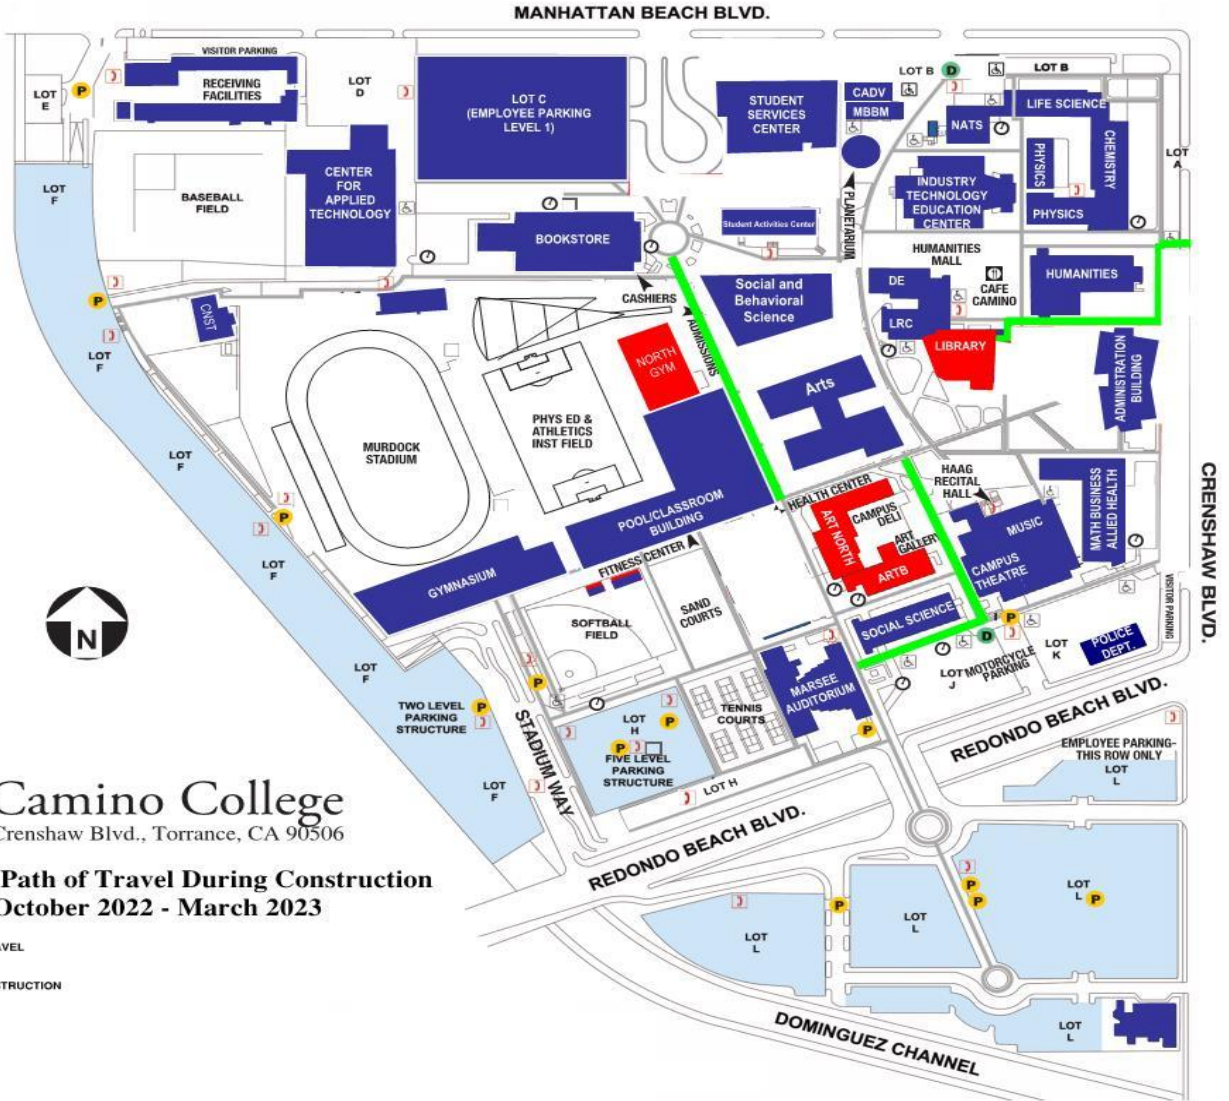 MANHATTAN BEACH BLVD.
VISITOR PARKING
RECEIVING
FACILITIES
LOT
E
P
LOT
D
LOT C
(EMPLOYEE PARKING
LEVEL 1)
STUDENT
SERVICES
CENTER
CADV
MBBM
LOT B
D
LOT B
NATS
LIFE SCIENCE
CHEMISTRY
PHYSICS
PHYSICS
LOT
A
LOT
F
BASEBALL
FIELD
CENTER
FOR
APPLIED
TECHNOLOGY
BOOKSTORE
Student Activities Center
PLANETARIUM
INDUSTRY
TECHNOLOGY
EDUCATION
CENTER
HUMANITIES
MALL
CAFE
CAMINO
HUMANITIES
P
CNST
CASHIERS
ADMISSIONS
Social and
Behavioral
Science
DE
LRC
LIBRARY
ADMINISTRATION
BUILDING
LOT
F
NORTH
GYM
Arts
MURDOCK
STADIUM
PHYS ED &
ATHLETICS
INST FIELD
LOT
F
P
POOL/CLASSROOM
BUILDING
HEALTH CENTER
CAMPUS
DELI
ART NORTH
ART
GALLERY
ARTB
HAAG
RECITAL
HALL
MUSIC
CAMPUS
THEATRE
MATH BUSINESS
ALLIED HEALTH
CRENSHAW BLVD.
LOT
F
GYMNASIUM
FITNESS CENTER
SAND
COURTS
SOFTBALL
FIELD
SOCIAL SCIENCE
P
D
VISITOR PARKING
POLICE
DEPT.
LOT
K
LOT
J
MOTORCYCLE
PARKING
N
LOT
F
P
TWO LEVEL
PARKING
STRUCTURE
P
STADIUM WAY
LOT
H
P
P
FIVE LEVEL
PARKING
STRUCTURE
TENNIS
COURTS
MARSEE
AUDITORIUM
P
REDONDO BEACH BLVD.
EMPLOYEE PARKING-
THIS ROW ONLY
LOT
L
LOT
F
LOT H
REDONDO BEACH BLVD.
Camino College
Crenshaw Blvd., Torrance, CA 90506
Path of Travel During Construction
October 2022 - March 2023
AVEL
STRUCTION
LOT
L
P
LOT
L
P
P
LOT
L
P
LOT
L
DOMINGUEZ CHANNEL